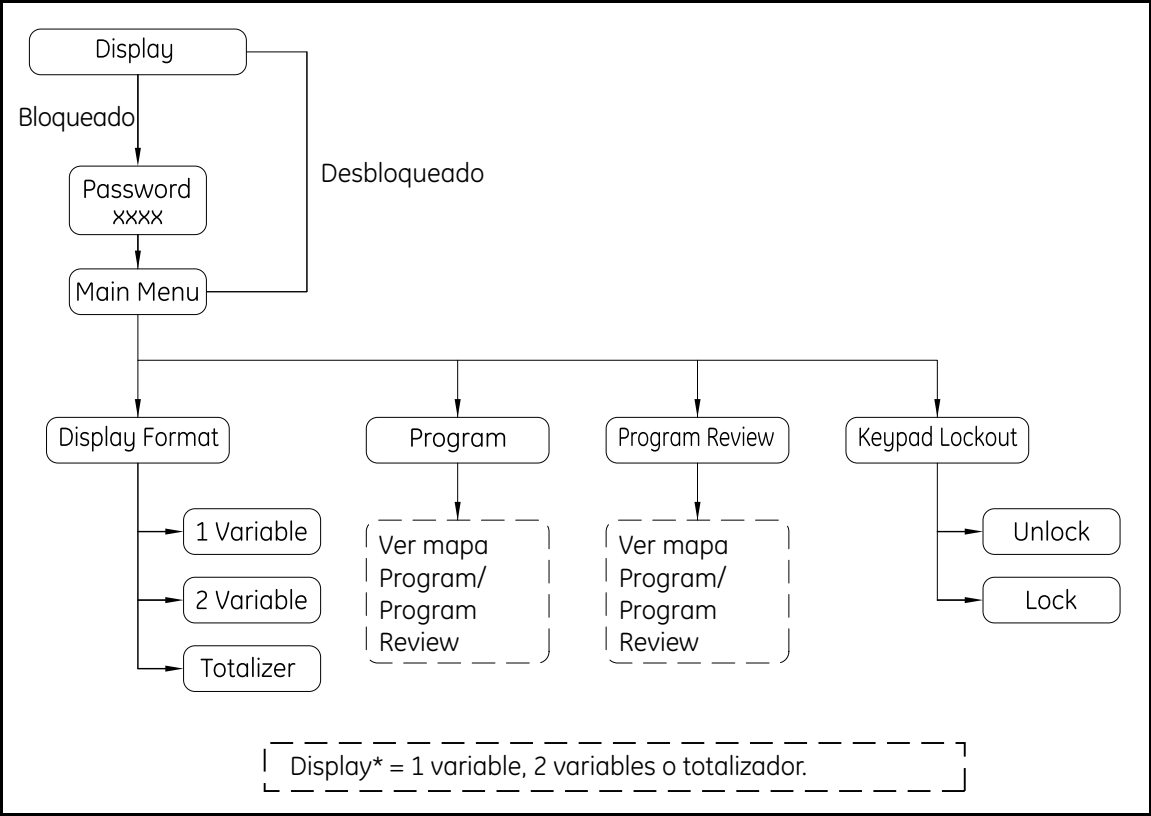 Display
Bloqueado
Desbloqueado
Password
xxxx
Main Menu
Display Format
Program
Program Review
Keypad Lockout
1 Variable
2 Variable
Totalizer
Ver mapa
Program/
Program
Review
Ver mapa
Program/
Program
Review
Unlock
Lock
Display* = 1 variable, 2 variables o totalizador.